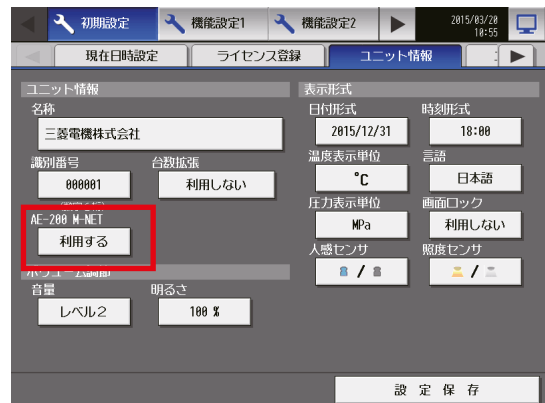 初期設定
機能設定1
機能設定2
2015/03/20
10:55
現在日時設定
ライセンス登録
ユニット情報
ユニット情報
名称
三菱電機株式会社
識別番号
台数拡張
000001
利用しない
AE-200 M-NET
利用する
音量
明るさ
レベル2
100 %
表示形式
日付形式
時刻形式
2015/12/31
18:00
温度表示単位
言語
℃
日本語
圧力表示単位
画面ロック
MPa
利用しない
人感センサ
照度センサ
/
/
設定保存